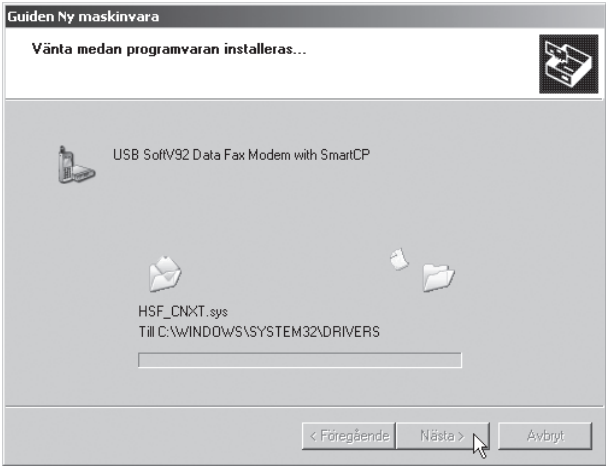 Guiden Ny maskinvara
Vänta medan programvaran installeras...
USB SoftV92 Data Fax Modem with SmartCP
HSF_CNXT.sys
Till C:\WINDOWS\SYSTEM32\DRIVERS
< Föregående Nästa > Avbryt